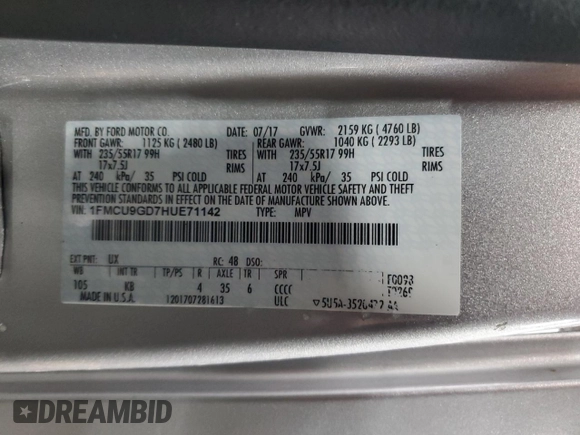 MFD. BY FORD MOTOR CO.
DATE: 07/17 GVWR: 2159 KG ( 4760 LB)
FRONT GAWR: 1125 KG ( 2480 LB) REAR GAWR: 1040 KG ( 2293 LB)
WITH 235/55R17 99H TIRES WITH 235/55R17 99H TIRES
17x7.5J RIMS 17x7.5J RIMS
AT 240 kPa/ 35 PSI COLD AT 240 kPa/ 35 PSI COLD
THIS VEHICLE CONFORMS TO ALL APPLICABLE FEDERAL MOTOR VEHICLE SAFETY AND THEFT
PREVENTION STANDARDS IN EFFECT ON THE DATE OF MANUFACTURE SHOWN ABOVE.
VIN: 1FMCU9GD7HUE71142 TYPE: MPV
EXT PNT: UX RC: 48 DSO:
WB INT TR TP/PS R AXLE TR SPR
105 KB 4 35 6 CCCC
MADE IN U.S.A. 1201707281613 ULC
DREAMBID